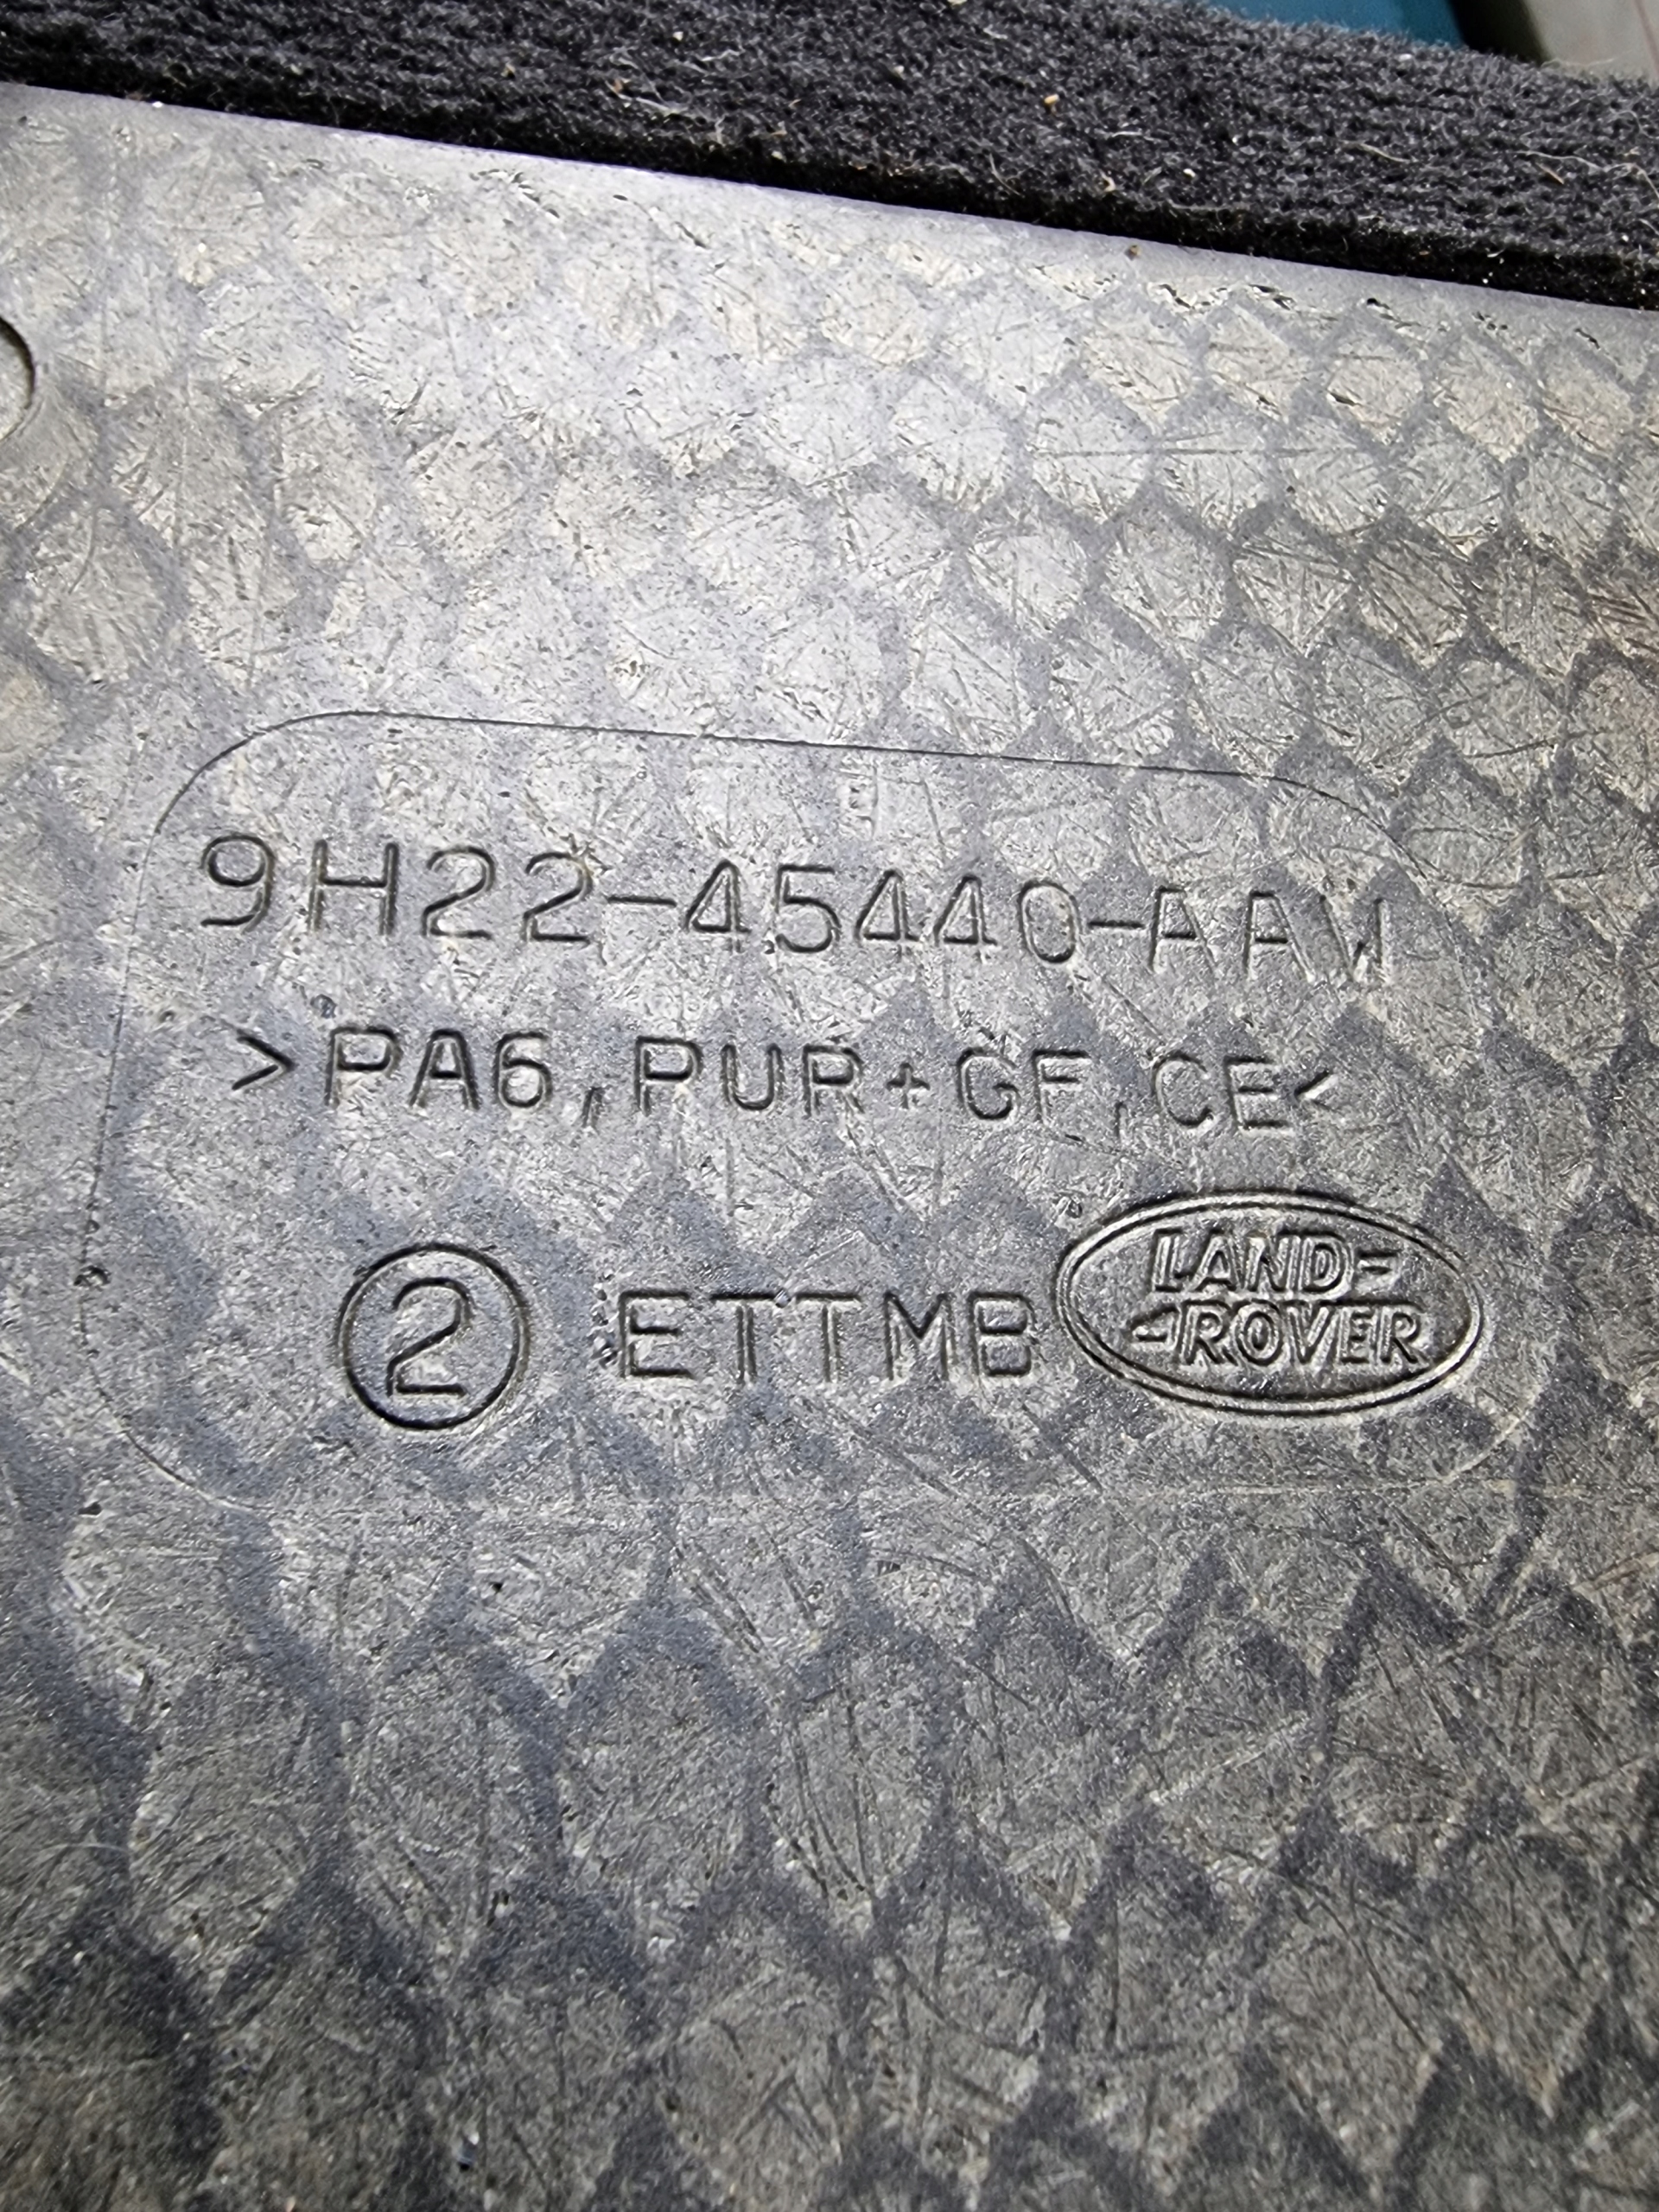 9H22-45440-AAW
>PA6,PUR+GF,CE<
2 ETTMB LAND-
-ROVER